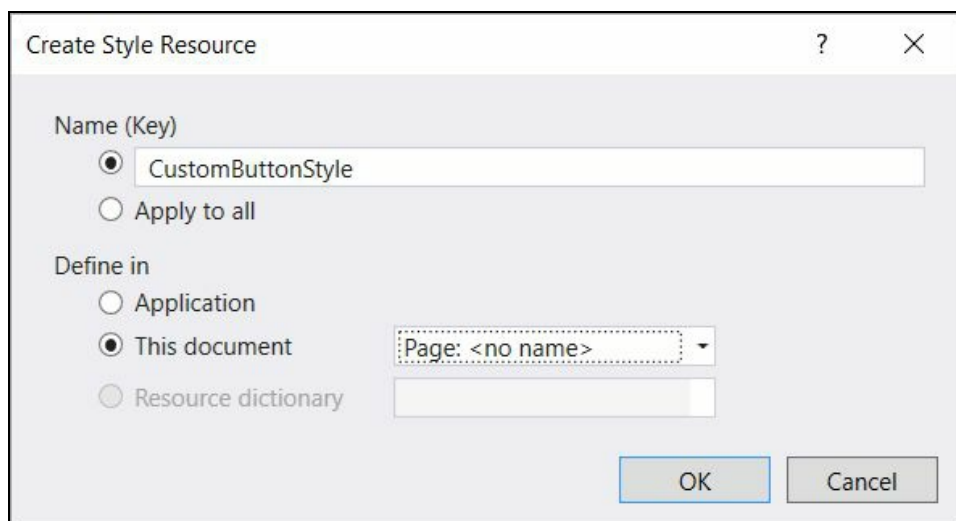 Create Style Resource ?
Name (Key)
CustomButtonStyle
Apply to all
Define in
Application
This document Page: <no name>
Resource dictionary
OK Cancel